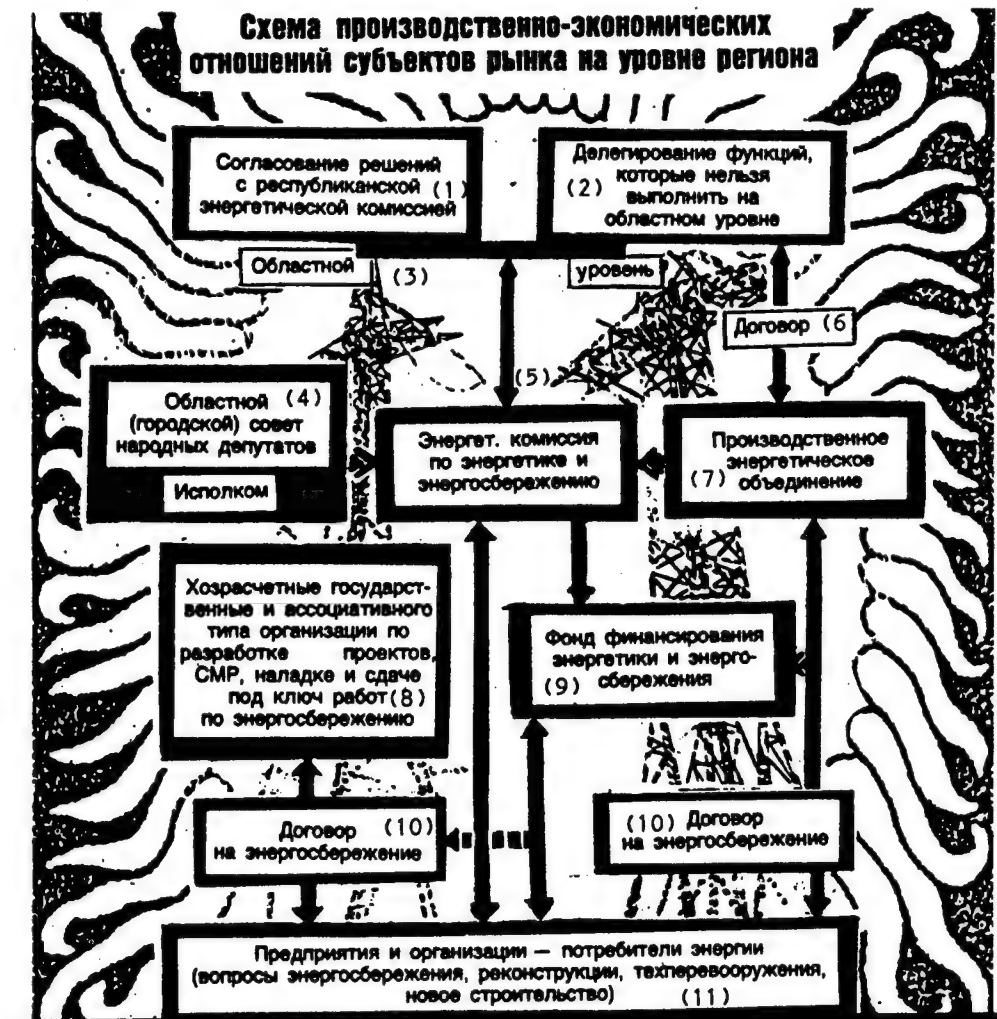 Схема производственно-экономических
отношений субъектов рынка на уровне региона
Согласование решений
с республиканской (1)
энергетической комиссией
Делегирование функций,
(2) которые нельзя
выполнить на
областном уровне
Областной
(3)
уровень
Договор (6
Областной (4)
(городской) совет
народных депутатов
Исполком
(5)
Энергет. комиссия
по энергетике и
энергосбережению
Производственное
энергетическое
(7) объединение
Хозрасчетные государст-
венные и ассоциативного
типа организации по
разработке проектов,
СМР, наладке и сдаче
под ключ работ (8)
по энергосбережению
Фонд финансирования
энергетики и энерго-
(9) сбережения
Договор (10)
на энергосбережение
(10) Договор
на энергосбережение
Предприятия и организации — потребители энергии
(вопросы энергосбережения, реконструкции, техперевооружения,
новое строительство) (11)